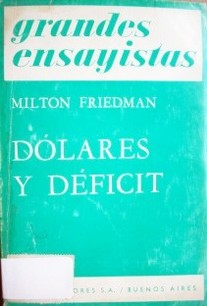 grandes
ensayistas
MILTON FRIEDMAN
DÓLARES
Y DÉFICIT
S.A. / BUENOS AIRES